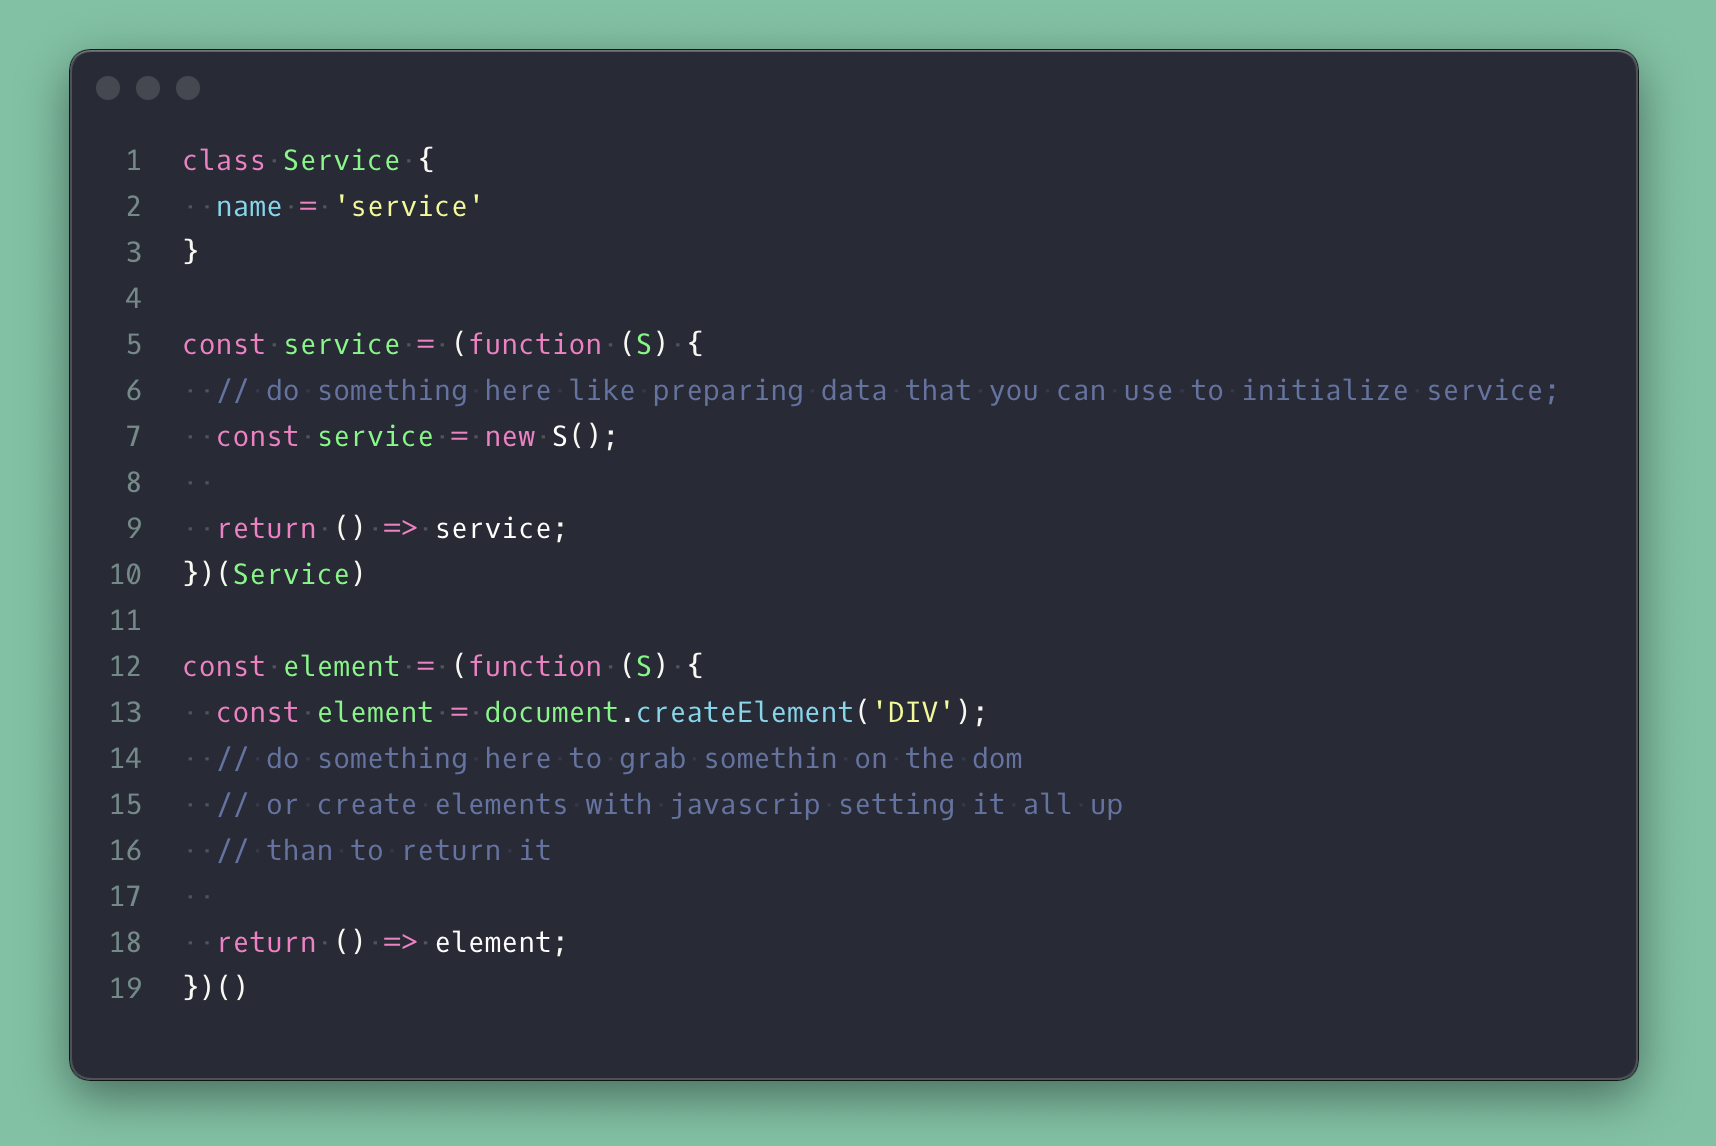 1 class Service {
2   name = 'service'
3 }
4
5 const service = (function (S) {
6   // do something here like preparing data that you can use to initialize service;
7   const service = new S();
8
9   return () => service;
10 })(Service)
11
12 const element = (function (S) {
13   const element = document.createElement('DIV');
14   // do something here to grab somethin on the dom
15   // or create elements with javascrip setting it all up
16   // than to return it
17
18   return () => element;
19 })()